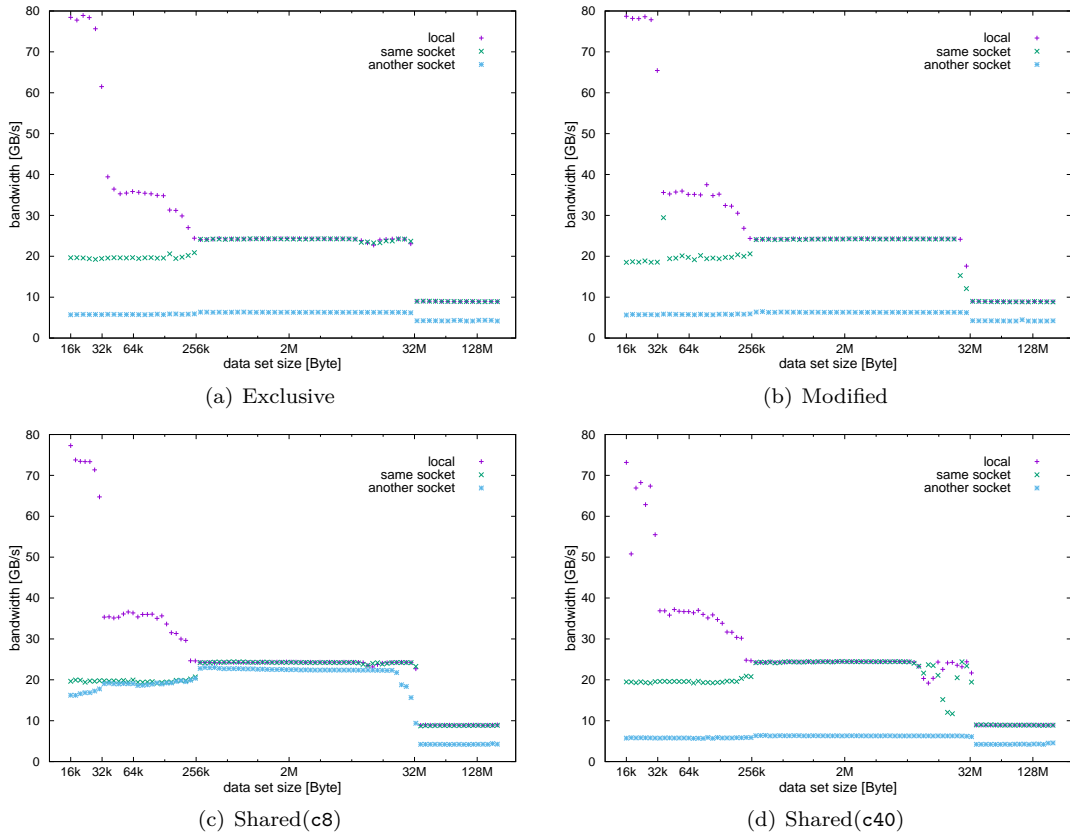 80
70
60
50
40
30
20
10
0
bandwidth [GB/s]
local
same socket
another socket
16k 32k 64k 256k 2M 32M 128M
data set size [Byte]
(a) Exclusive
80
70
60
50
40
30
20
10
0
bandwidth [GB/s]
local
same socket
another socket
16k 32k 64k 256k 2M 32M 128M
data set size [Byte]
(b) Modified
80
70
60
50
40
30
20
10
0
bandwidth [GB/s]
local
same socket
another socket
16k 32k 64k 256k 2M 32M 128M
data set size [Byte]
(c) Shared(c8)
80
70
60
50
40
30
20
10
0
bandwidth [GB/s]
local
same socket
another socket
16k 32k 64k 256k 2M 32M 128M
data set size [Byte]
(d) Shared(c40)